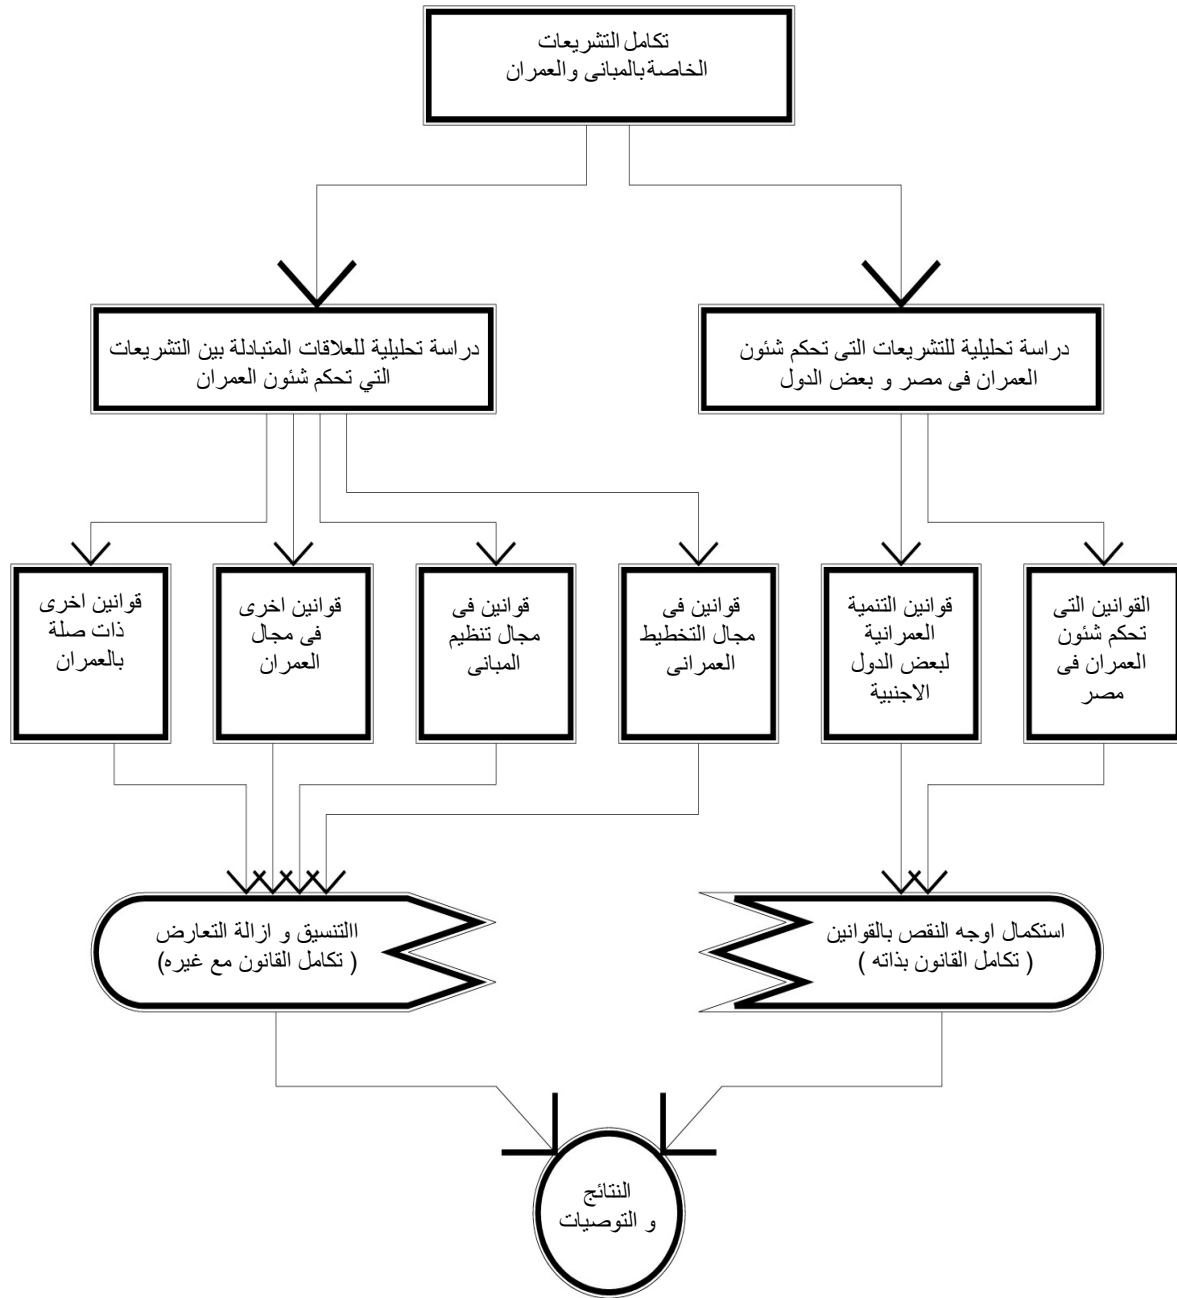 تكامل التشريعات
الخاصة بالمبانى والعمران
دراسة تحليلية للتشريعات التى تحكم شئون
العمران فى مصر و بعض الدول
دراسة تحليلية للعلاقات المتبادلة بين التشريعات
التي تحكم شئون العمران
القوانين التى
تحكم شئون
العمران فى
مصر
قوانين التنمية
العمرانية
لبعض الدول
الاجنبية
قوانين فى
مجال التخطيط
العمرانى
قوانين فى
مجال تنظيم
المبانى
قوانين اخرى
فى مجال
العمران
قوانين اخرى
ذات صلة
بالعمران
استكمال اوجه النقص بالقوانين
( تكامل القانون بذاته )
االتنسيق و ازالة التعارض
( تكامل القانون مع غيره)
النتائج
و التوصيات